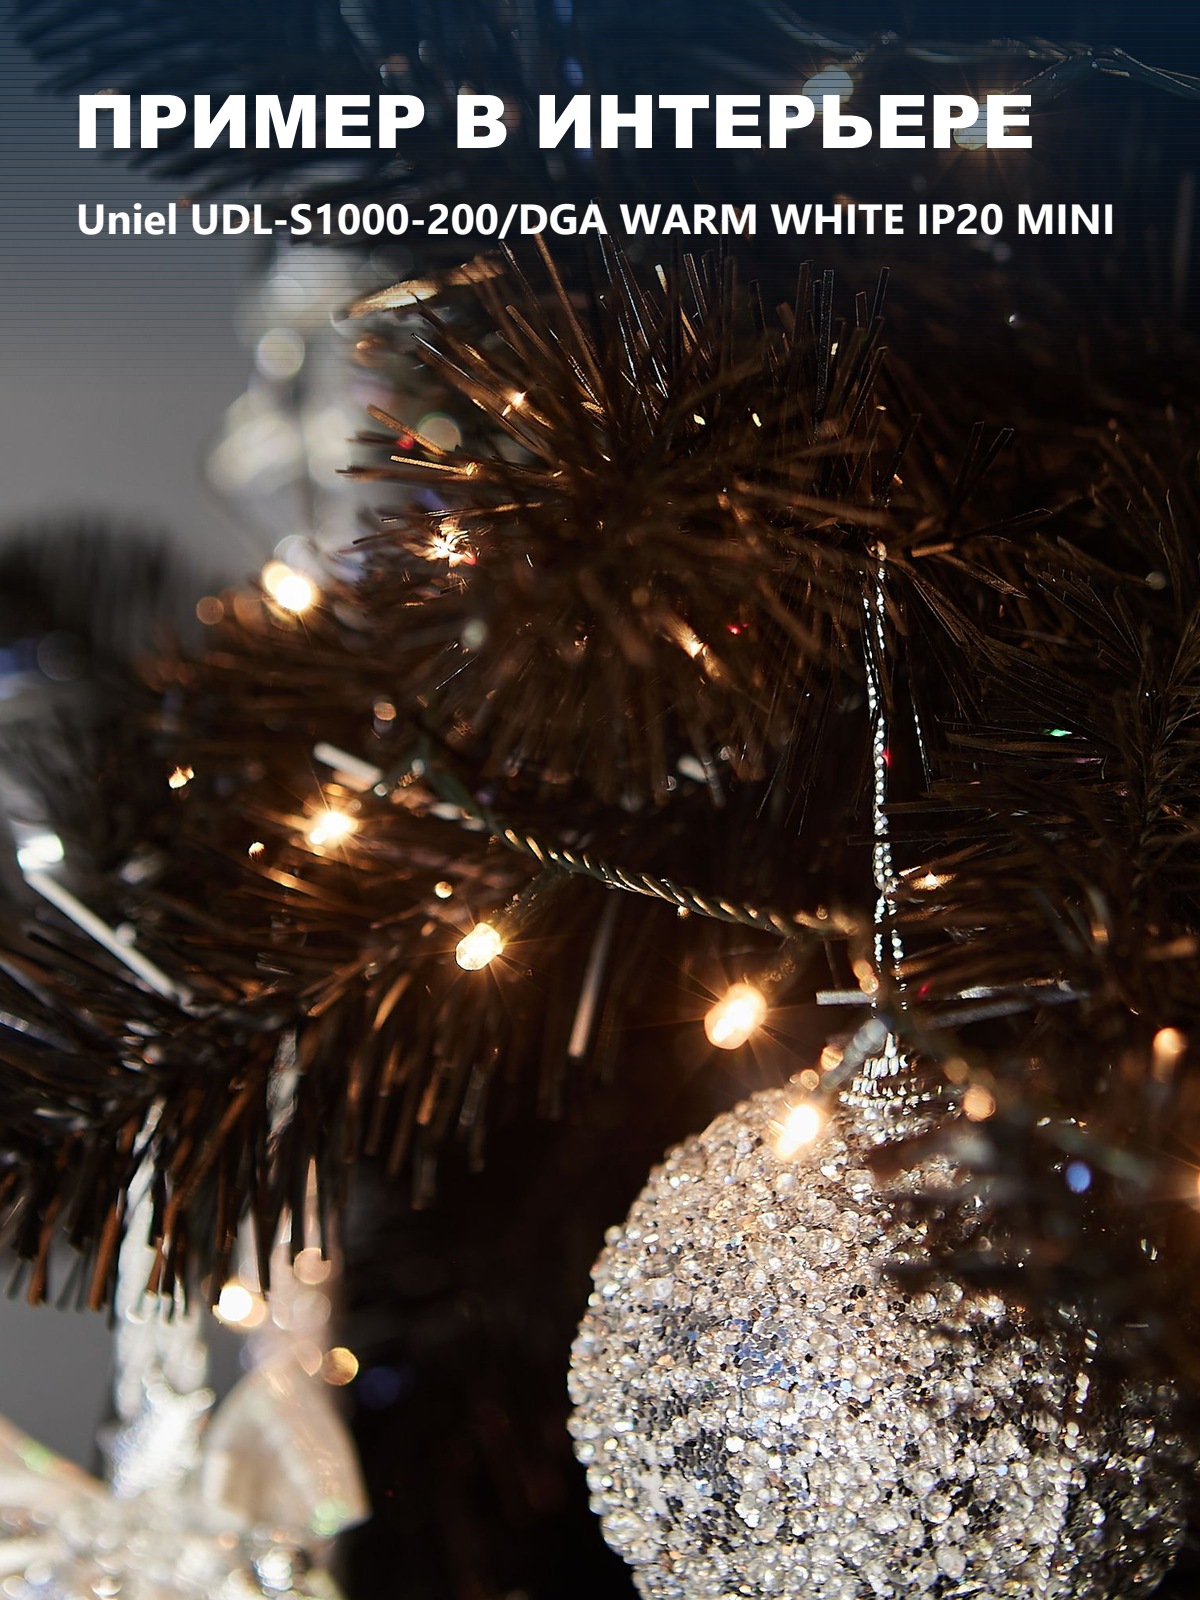 ПРИМЕР В ИНТЕРЬЕРЕ
Uniel UDL-S1000-200/DGA WARM WHITE IP20 MINI